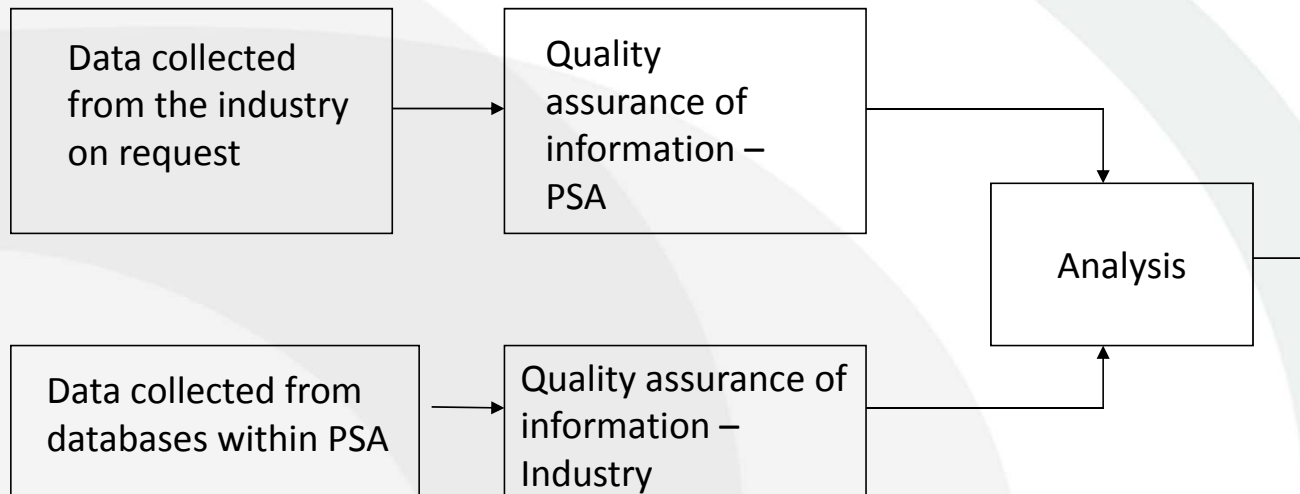 Data collected
from the industry
on request
Quality
assurance of
information –
PSA
Analysis
Data collected from
databases within PSA
Quality assurance of
information –
Industry